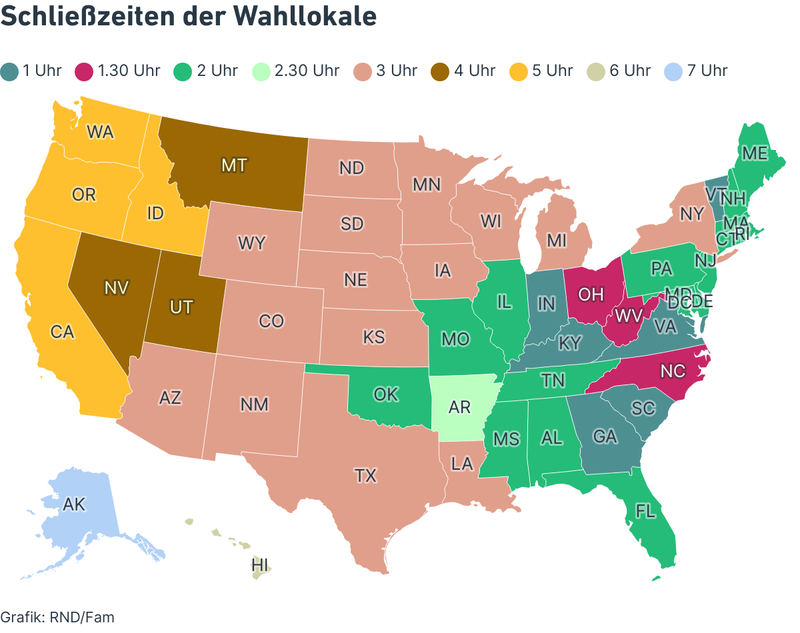 Schließzeiten der Wahllokale
1 Uhr 1.30 Uhr 2 Uhr 2.30 Uhr 3 Uhr 4 Uhr 5 Uhr 6 Uhr 7 Uhr
WA
MT
ND
MN
ME
OR
ID
SD
WI
MI
NY
VT
NH
MA
CT
RI
WY
NE
IA
PA
NJ
NV
UT
CO
KS
MO
IL
IN
OH
WV
MD
DC
DE
VA
CA
KY
AZ
NM
OK
AR
TN
NC
SC
MS
AL
GA
TX
LA
FL
AK
HI
Grafik: RND/Fam